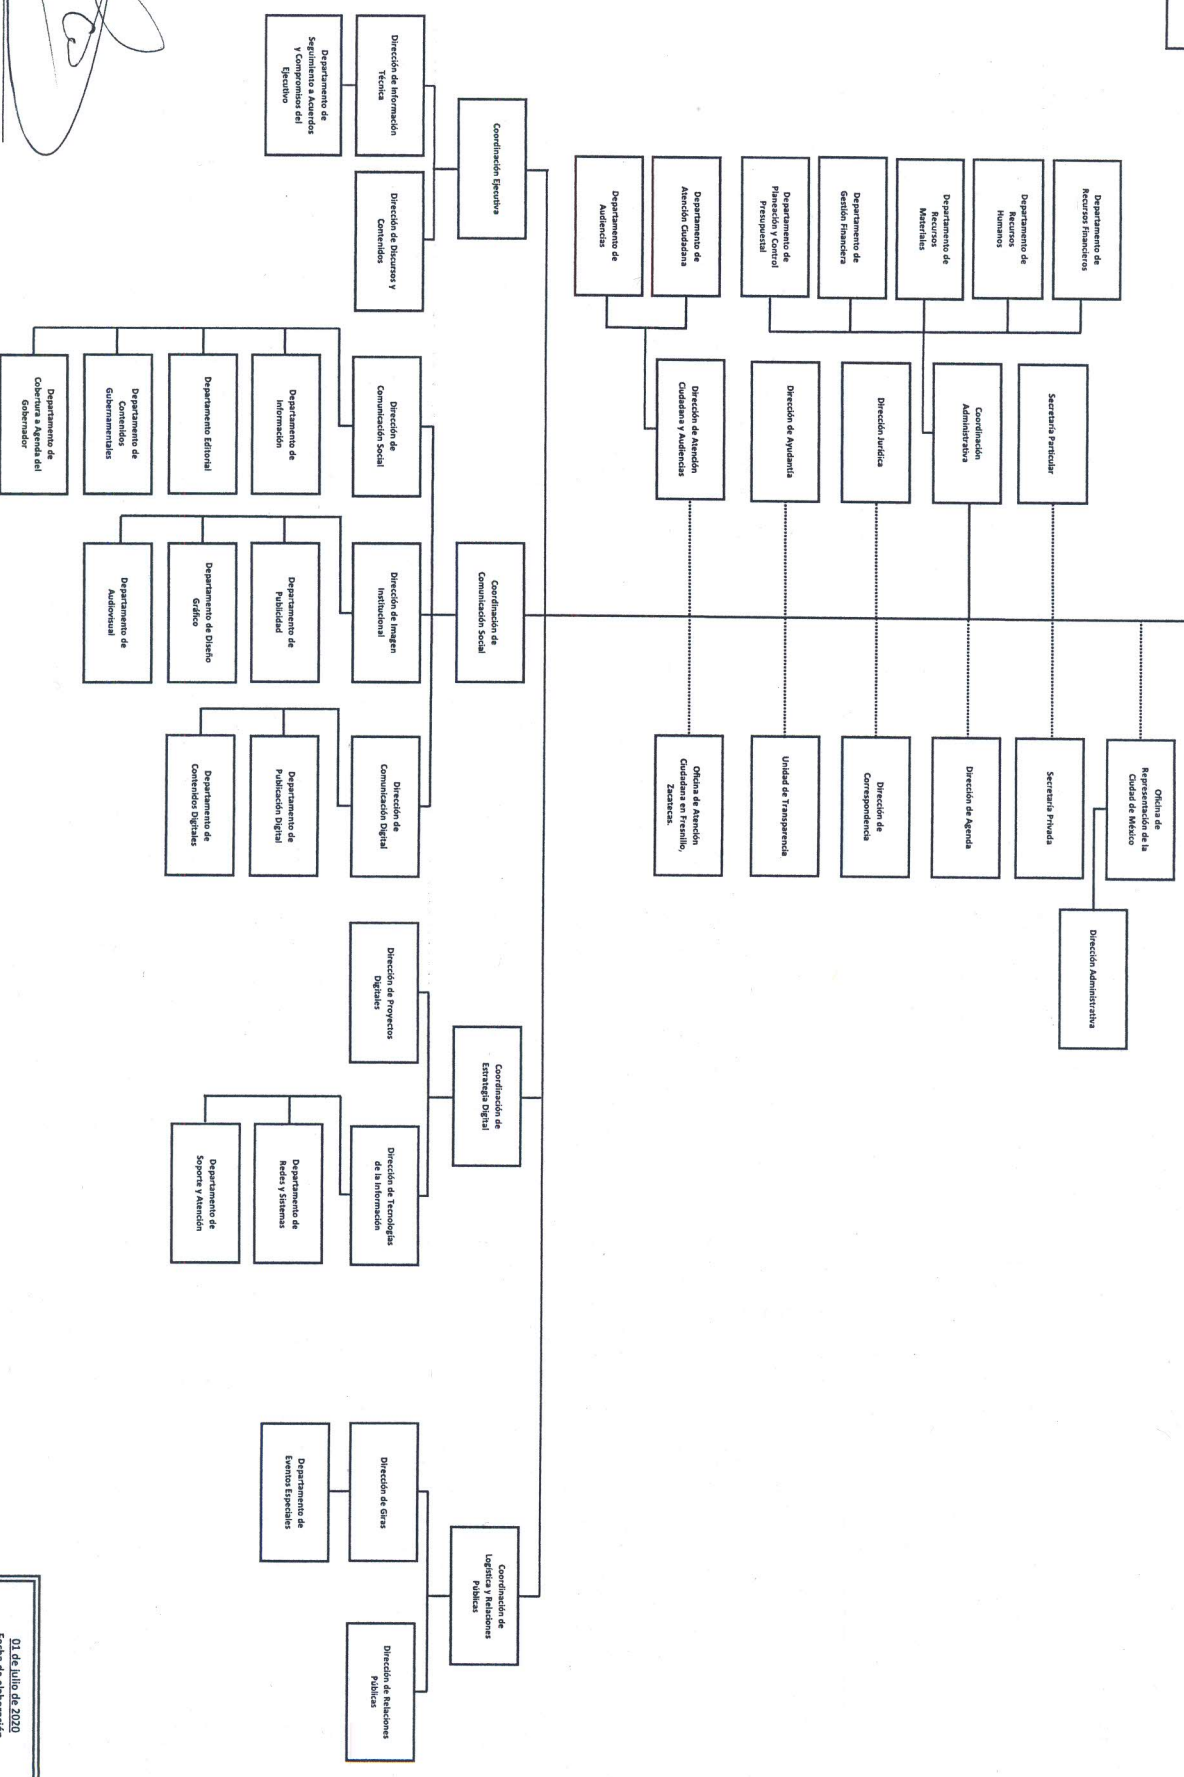 Oficina de
Representación de la
Ciudad de México
Dirección Administrativa
Secretaría Particular
Secretaría Privada
Departamento de
Recursos Financieros
Departamento de
Recursos
Humanos
Departamento de
Recursos
Materiales
Departamento de
Gestión Financiera
Departamento de
Planeación y Control
Presupuestal
Coordinación
Administrativa
Dirección de Agenda
Dirección Jurídica
Dirección de
Correspondencia
Dirección de Ayudantía
Unidad de Transparencia
Departamento de
Atención Ciudadana
Departamento de
Audiencias
Dirección de Atención
Ciudadana y Audiencias
Oficina de Atención
Ciudadana en Fresnillo,
Zacatecas.
Coordinación Ejecutiva
Coordinación de
Comunicación Social
Coordinación de
Estrategia Digital
Coordinación de
Logística y Relaciones
Públicas
Dirección de Información
Técnica
Dirección de Discursos y
Contenidos
Dirección de
Comunicación Social
Dirección de Imagen
Institucional
Dirección de
Comunicación Digital
Dirección de Proyectos
Digitales
Dirección de Tecnologías
de la Información
Dirección de Giras
Dirección de Relaciones
Públicas
Departamento de
Seguimiento a Acuerdos
y Compromisos del
Ejecutivo
Departamento de
Información
Departamento de
Publicidad
Departamento de
Publicación Digital
Departamento de
Redes y Sistemas
Departamento de
Eventos Especiales
Departamento Editorial
Departamento de Diseño
Gráfico
Departamento de
Contenidos Digitales
Departamento de
Soporte y Atención
Departamento de
Contenidos
Gubernamentales
Departamento de
Audiovisual
Departamento de
Cobertura a Agenda del
Gobernador
01 de julio de 2020
Fecha de elaboración